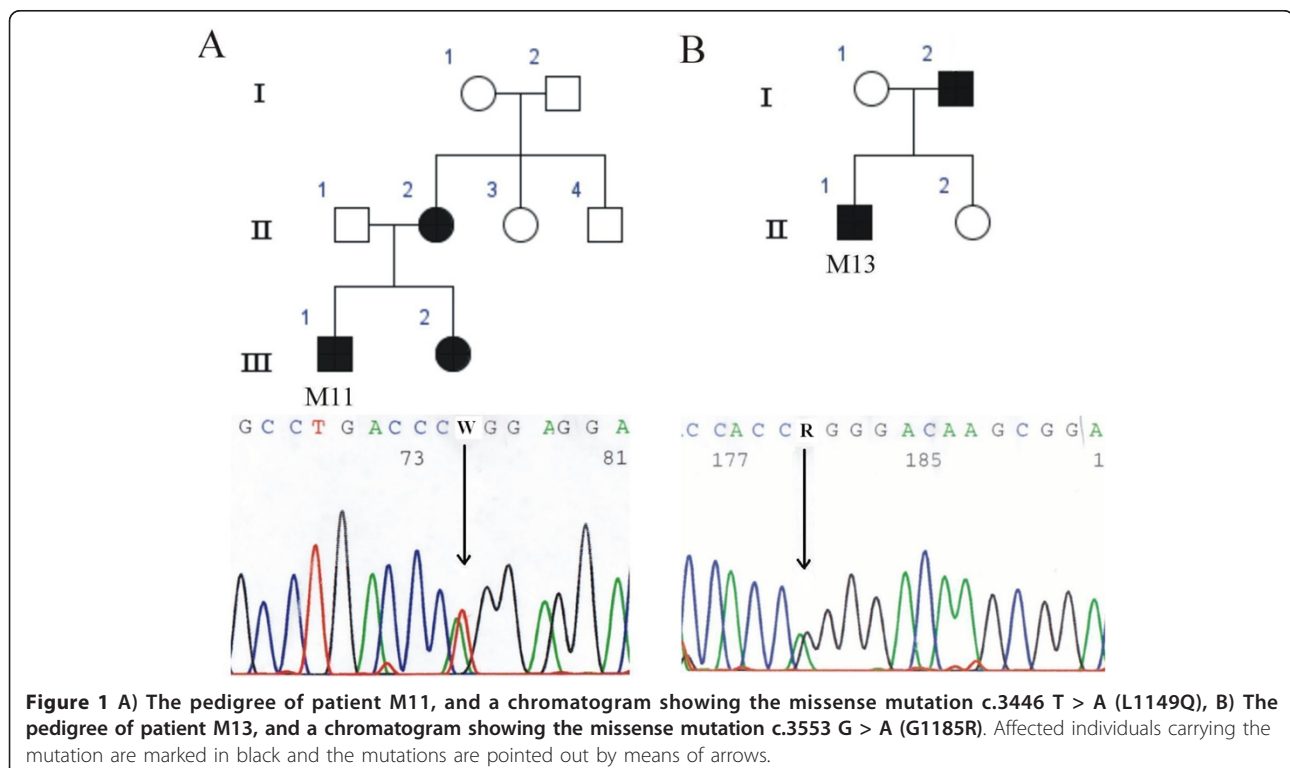 A
1 2
I
1 2 3 4
II
1 2
III
M11
G C C T G A C C C W G G A G G A
73 81
B
1 2
I
1 2
II
M13
.C C A C C R G G G A C A A G C G G A
177 185 1
Figure 1 A) The pedigree of patient M11, and a chromatogram showing the missense mutation c.3446 T > A (L1149Q), B) The
pedigree of patient M13, and a chromatogram showing the missense mutation c.3553 G > A (G1185R). Affected individuals carrying the
mutation are marked in black and the mutations are pointed out by means of arrows.